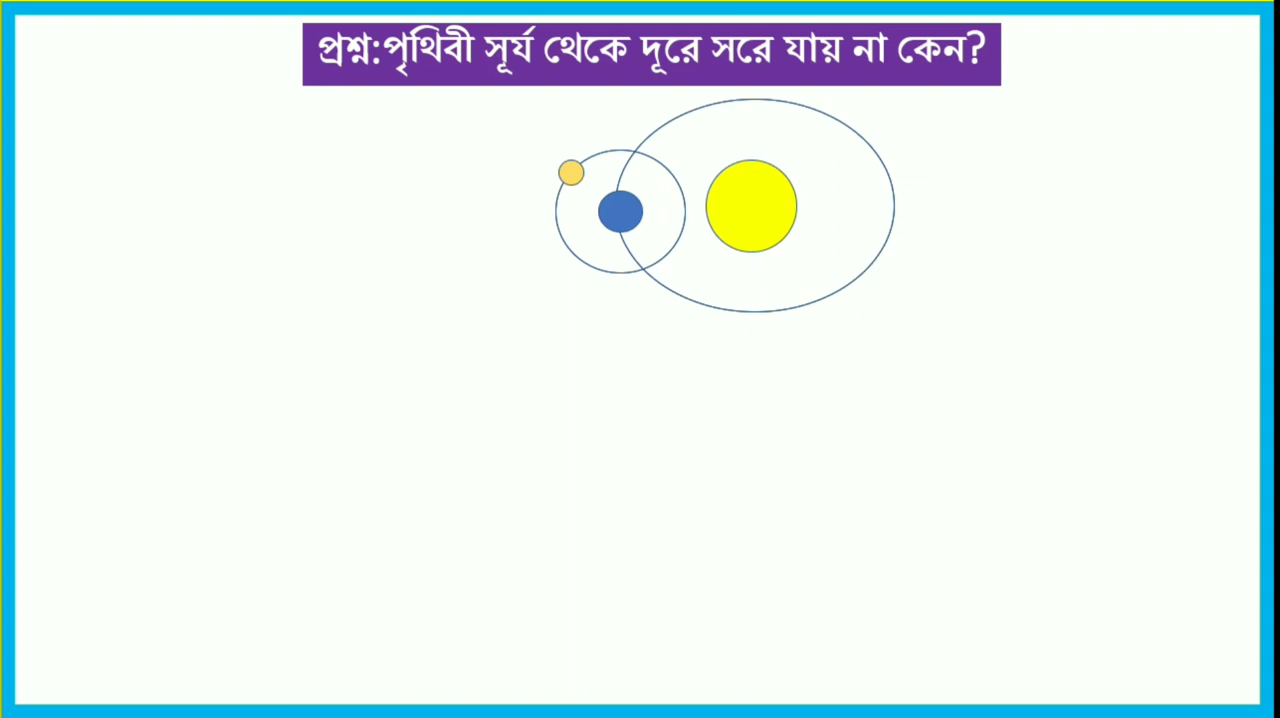 প্রশ্ন:পৃথিবী সূর্য থেকে দূরে সরে যায় না কেন?